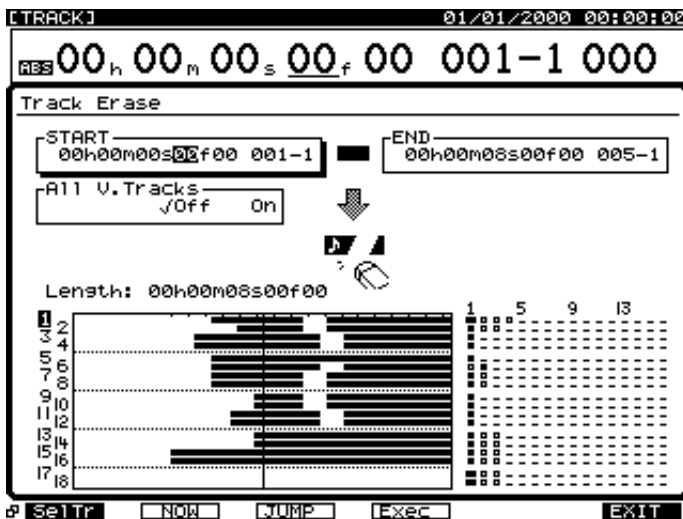 [TRACK] 01/01/2000 00:00:00
ABS 00h 00m 00s 00f 00 001-1 000
Track Erase
START
00h00m00s00f00 001-1
END
00h00m08s00f00 005-1
All V.Tracks
√Off On
Length: 00h00m08s00f00
1 5 9 13
1
2
3
4
5
6
7
8
9
10
11
12
13
14
15
16
17
18
SelTr NOW JUMP Exec EXIT